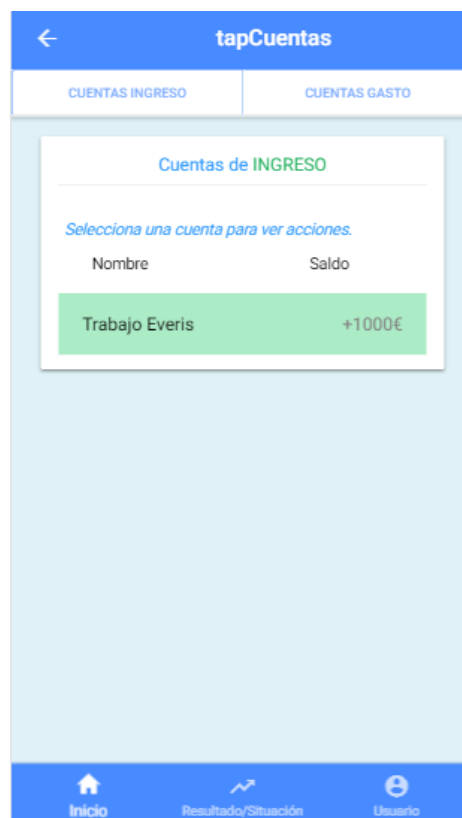 tapCuentas
CUENTAS INGRESO CUENTAS GASTO
Cuentas de INGRESO
Selecciona una cuenta para ver acciones.
Nombre Saldo
Trabajo Everis +1000€
Inicio Resultado/Situación Usuario